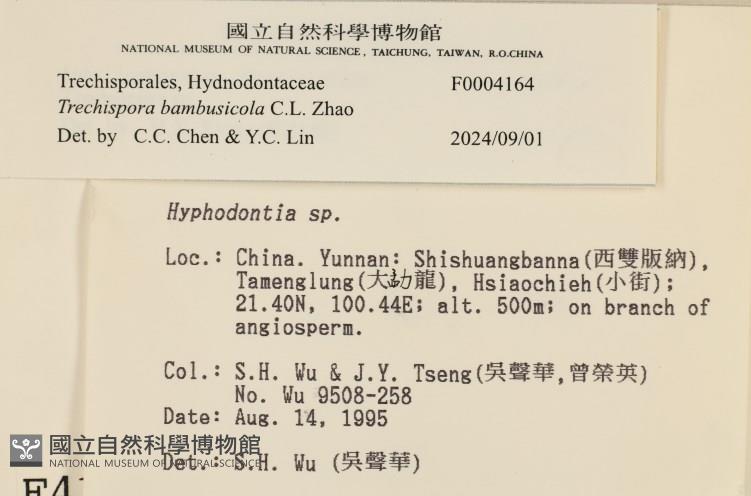 國立自然科學博物館
NATIONAL MUSEUM OF NATURAL SCIENCE, TAICHUNG, TAIWAN, R.O.CHINA
Trechisporales, Hydnodontaceae F0004164
Trechispora bambusicola C.L. Zhao
Det. by C.C. Chen & Y.C. Lin 2024/09/01
Hyphodontia sp.
Loc.: China. Yunnan: Shishuangbanna(西雙版納),
Tamenglung(大勐龍), Hsiaochieh(小街);
21.40N, 100.44E; alt. 500m; on branch of
angiosperm.
Col.: S.H. Wu & J.Y. Tseng(吳聲華,曾榮英)
No. Wu 9508-258
Date: Aug. 14, 1995
國立自然科學博物館
NATIONAL MUSEUM OF NATURAL SCIENCE
Det.: S.H. Wu (吳聲華)